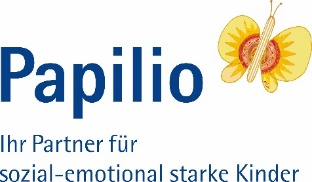 Papilio
Ihr Partner für
sozial-emotional starke Kinder